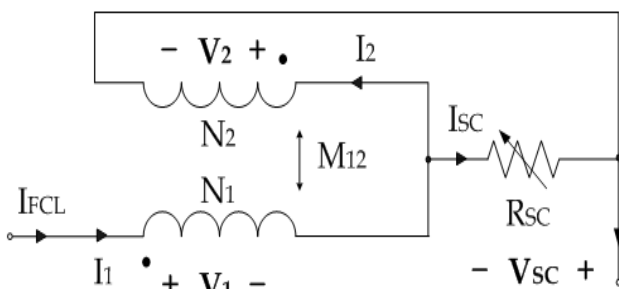 − V2 + I2
N2 ISC
M12
N1
IFCL RSC
I1 + V1 − − VSC +